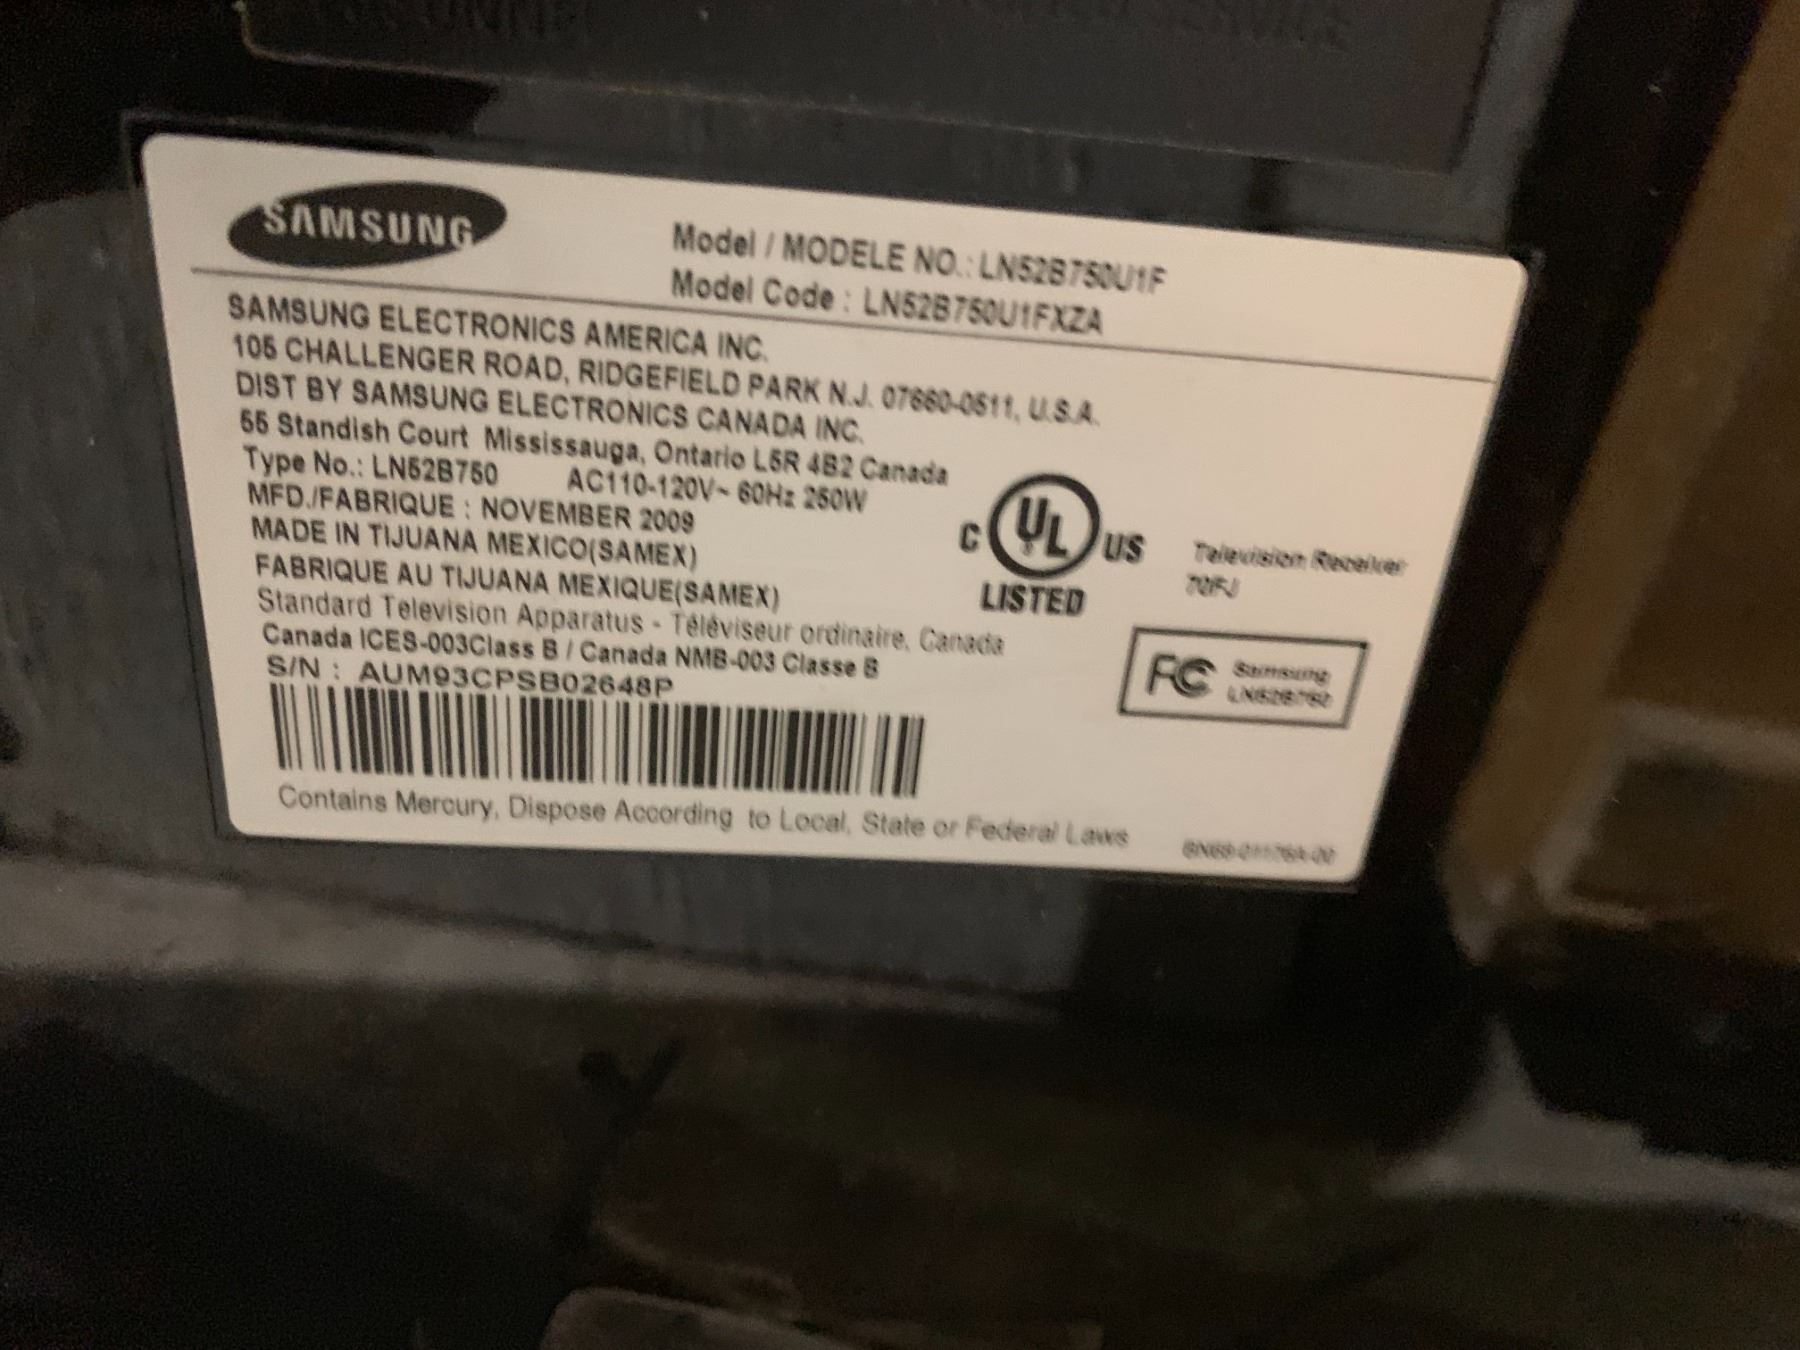 SAMSUNG
Model / MODELE NO.: LN52B750U1F
Model Code : LN52B750U1FXZA
SAMSUNG ELECTRONICS AMERICA INC.
105 CHALLENGER ROAD, RIDGEFIELD PARK N.J. 07660-0511, U.S.A.
DIST BY SAMSUNG ELECTRONICS CANADA INC.
55 Standish Court Mississauga, Ontario L5R 4B2 Canada
Type No.: LN52B750 AC110-120V~ 60Hz 250W
MFD./FABRIQUE : NOVEMBER 2009
MADE IN TIJUANA MEXICO(SAMEX)
FABRIQUE AU TIJUANA MEXIQUE(SAMEX)
Standard Television Apparatus - Téléviseur ordinaire, Canada
Canada ICES-003Class B / Canada NMB-003 Classe B
S/N : AUM93CPSB02648P
Contains Mercury, Dispose According to Local, State or Federal Laws
C UL US
LISTED
Television Receiver
70FJ
FC Samsung
LN52B750
BN68-01176A-00